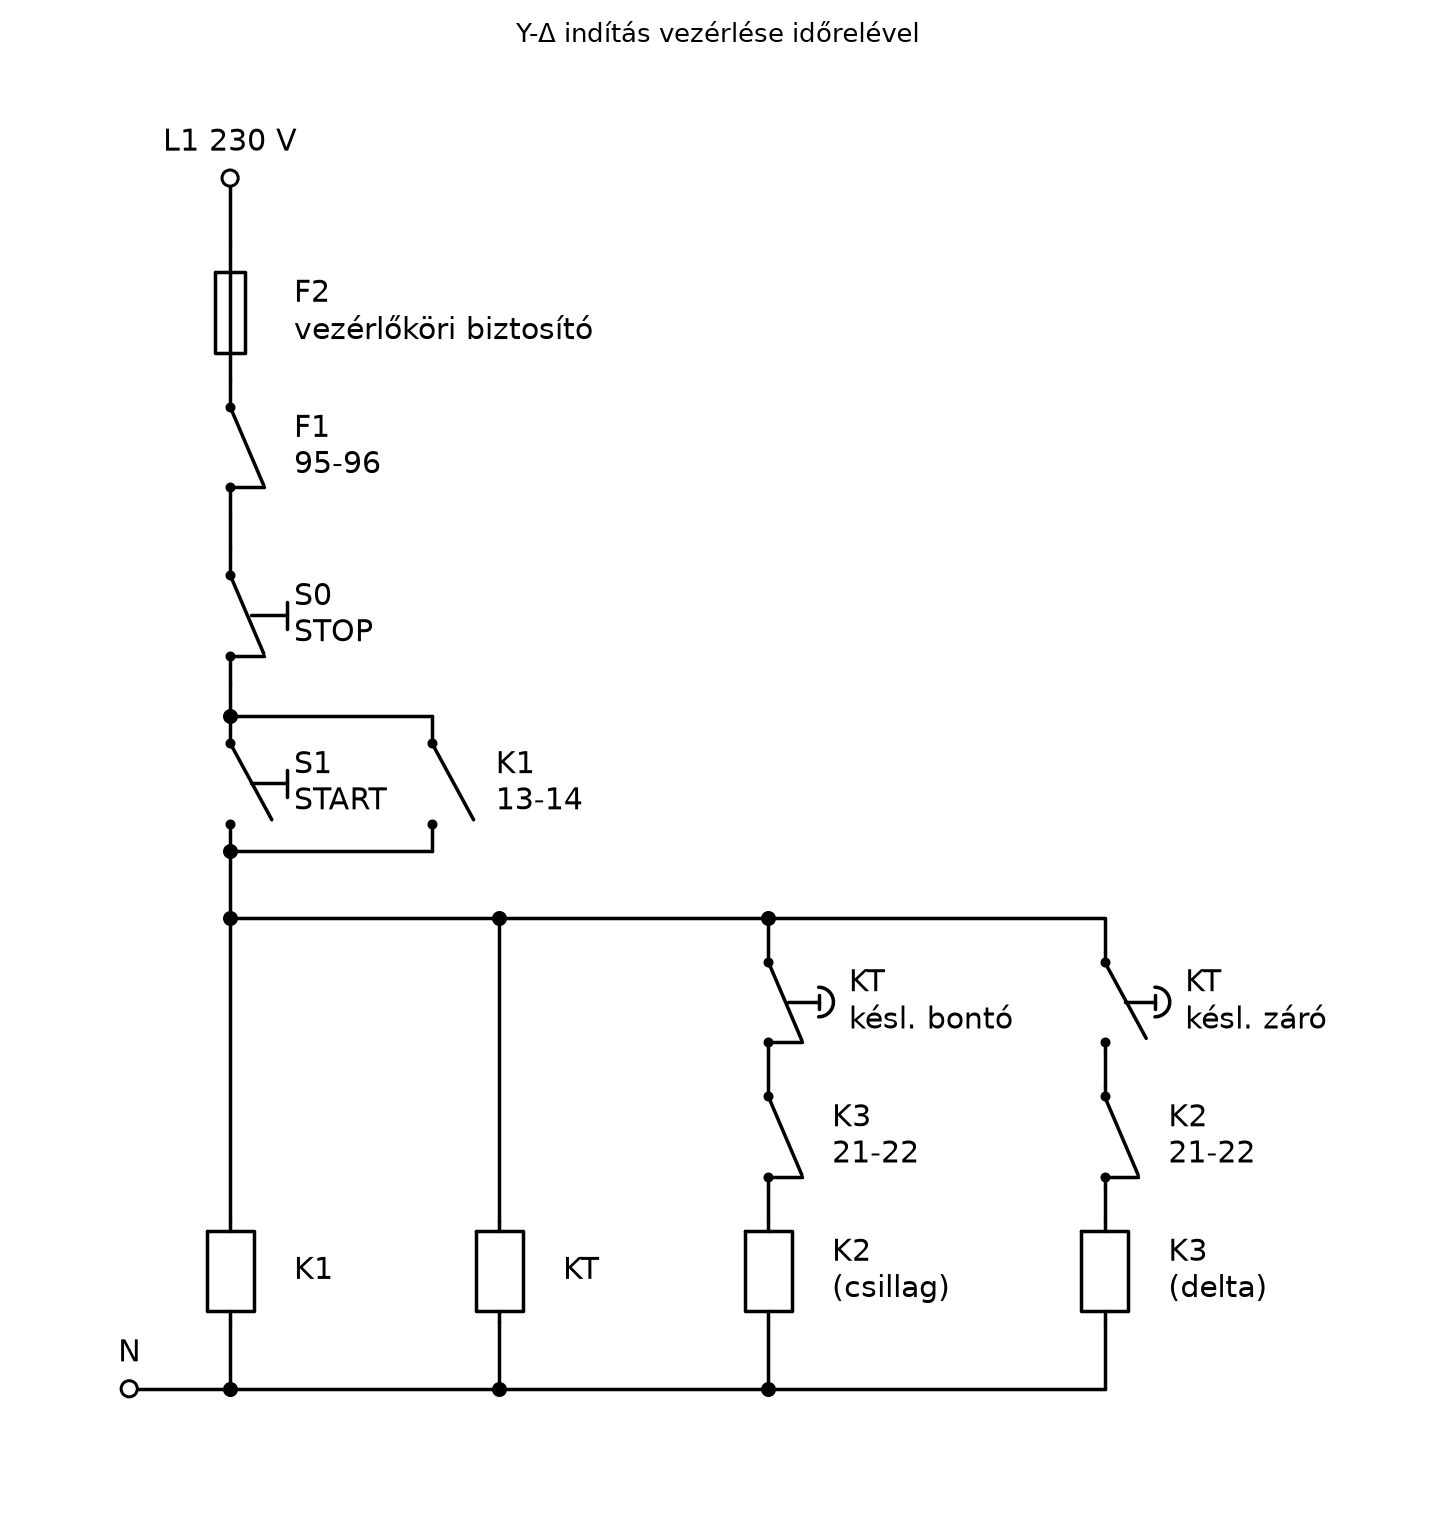 Y-Δ indítás vezérlése időrelével
L1 230 V
F2
vezérlőköri biztosító
F1
95-96
S0
STOP
S1
START
K1
13-14
KT
késl. bontó
KT
késl. záró
K3
21-22
K2
21-22
K1
KT
K2
(csillag)
K3
(delta)
N